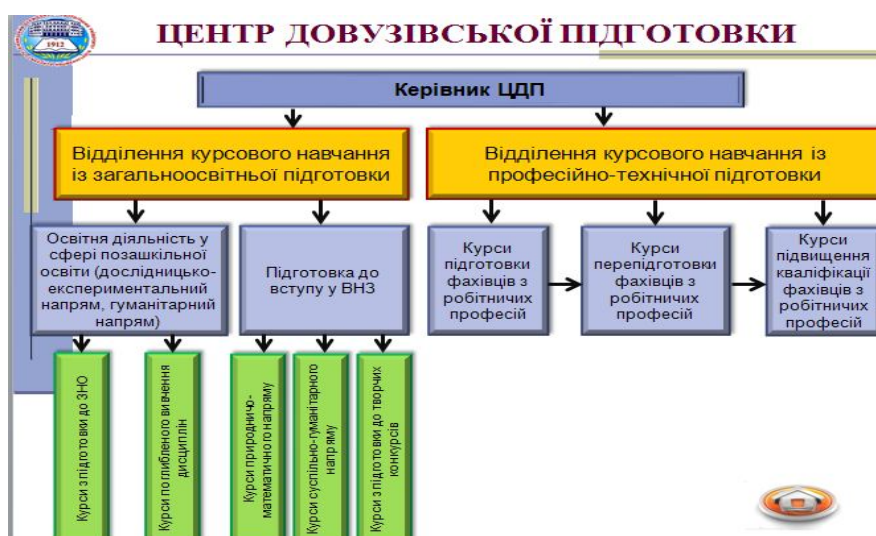 ЦЕНТР ДОВУЗІВСЬКОЇ ПІДГОТОВКИ
1912
Керівник ЦДП
Відділення курсового навчання
із загальноосвітньої підготовки
Відділення курсового навчання із
професійно-технічної підготовки
Освітня діяльність у
сфері позашкільної
освіти (дослідницько-
експериментальний
напрям, гуманітарний
напрям)
Підготовка до
вступу у ВНЗ
Курси
підготовки
фахівців з
робітничих
професій
Курси
перепідготовки
фахівців з
робітничих
професій
Курси
підвищення
кваліфікації
фахівців з
робітничих
професій
Курси з підготовки до ЗНО
Курси поглибленого вивчення
дисциплін
Курси природничо-
математичного напряму
Курси суспільно-гуманітарного
напряму
Курси з підготовки до творчих
конкурсів